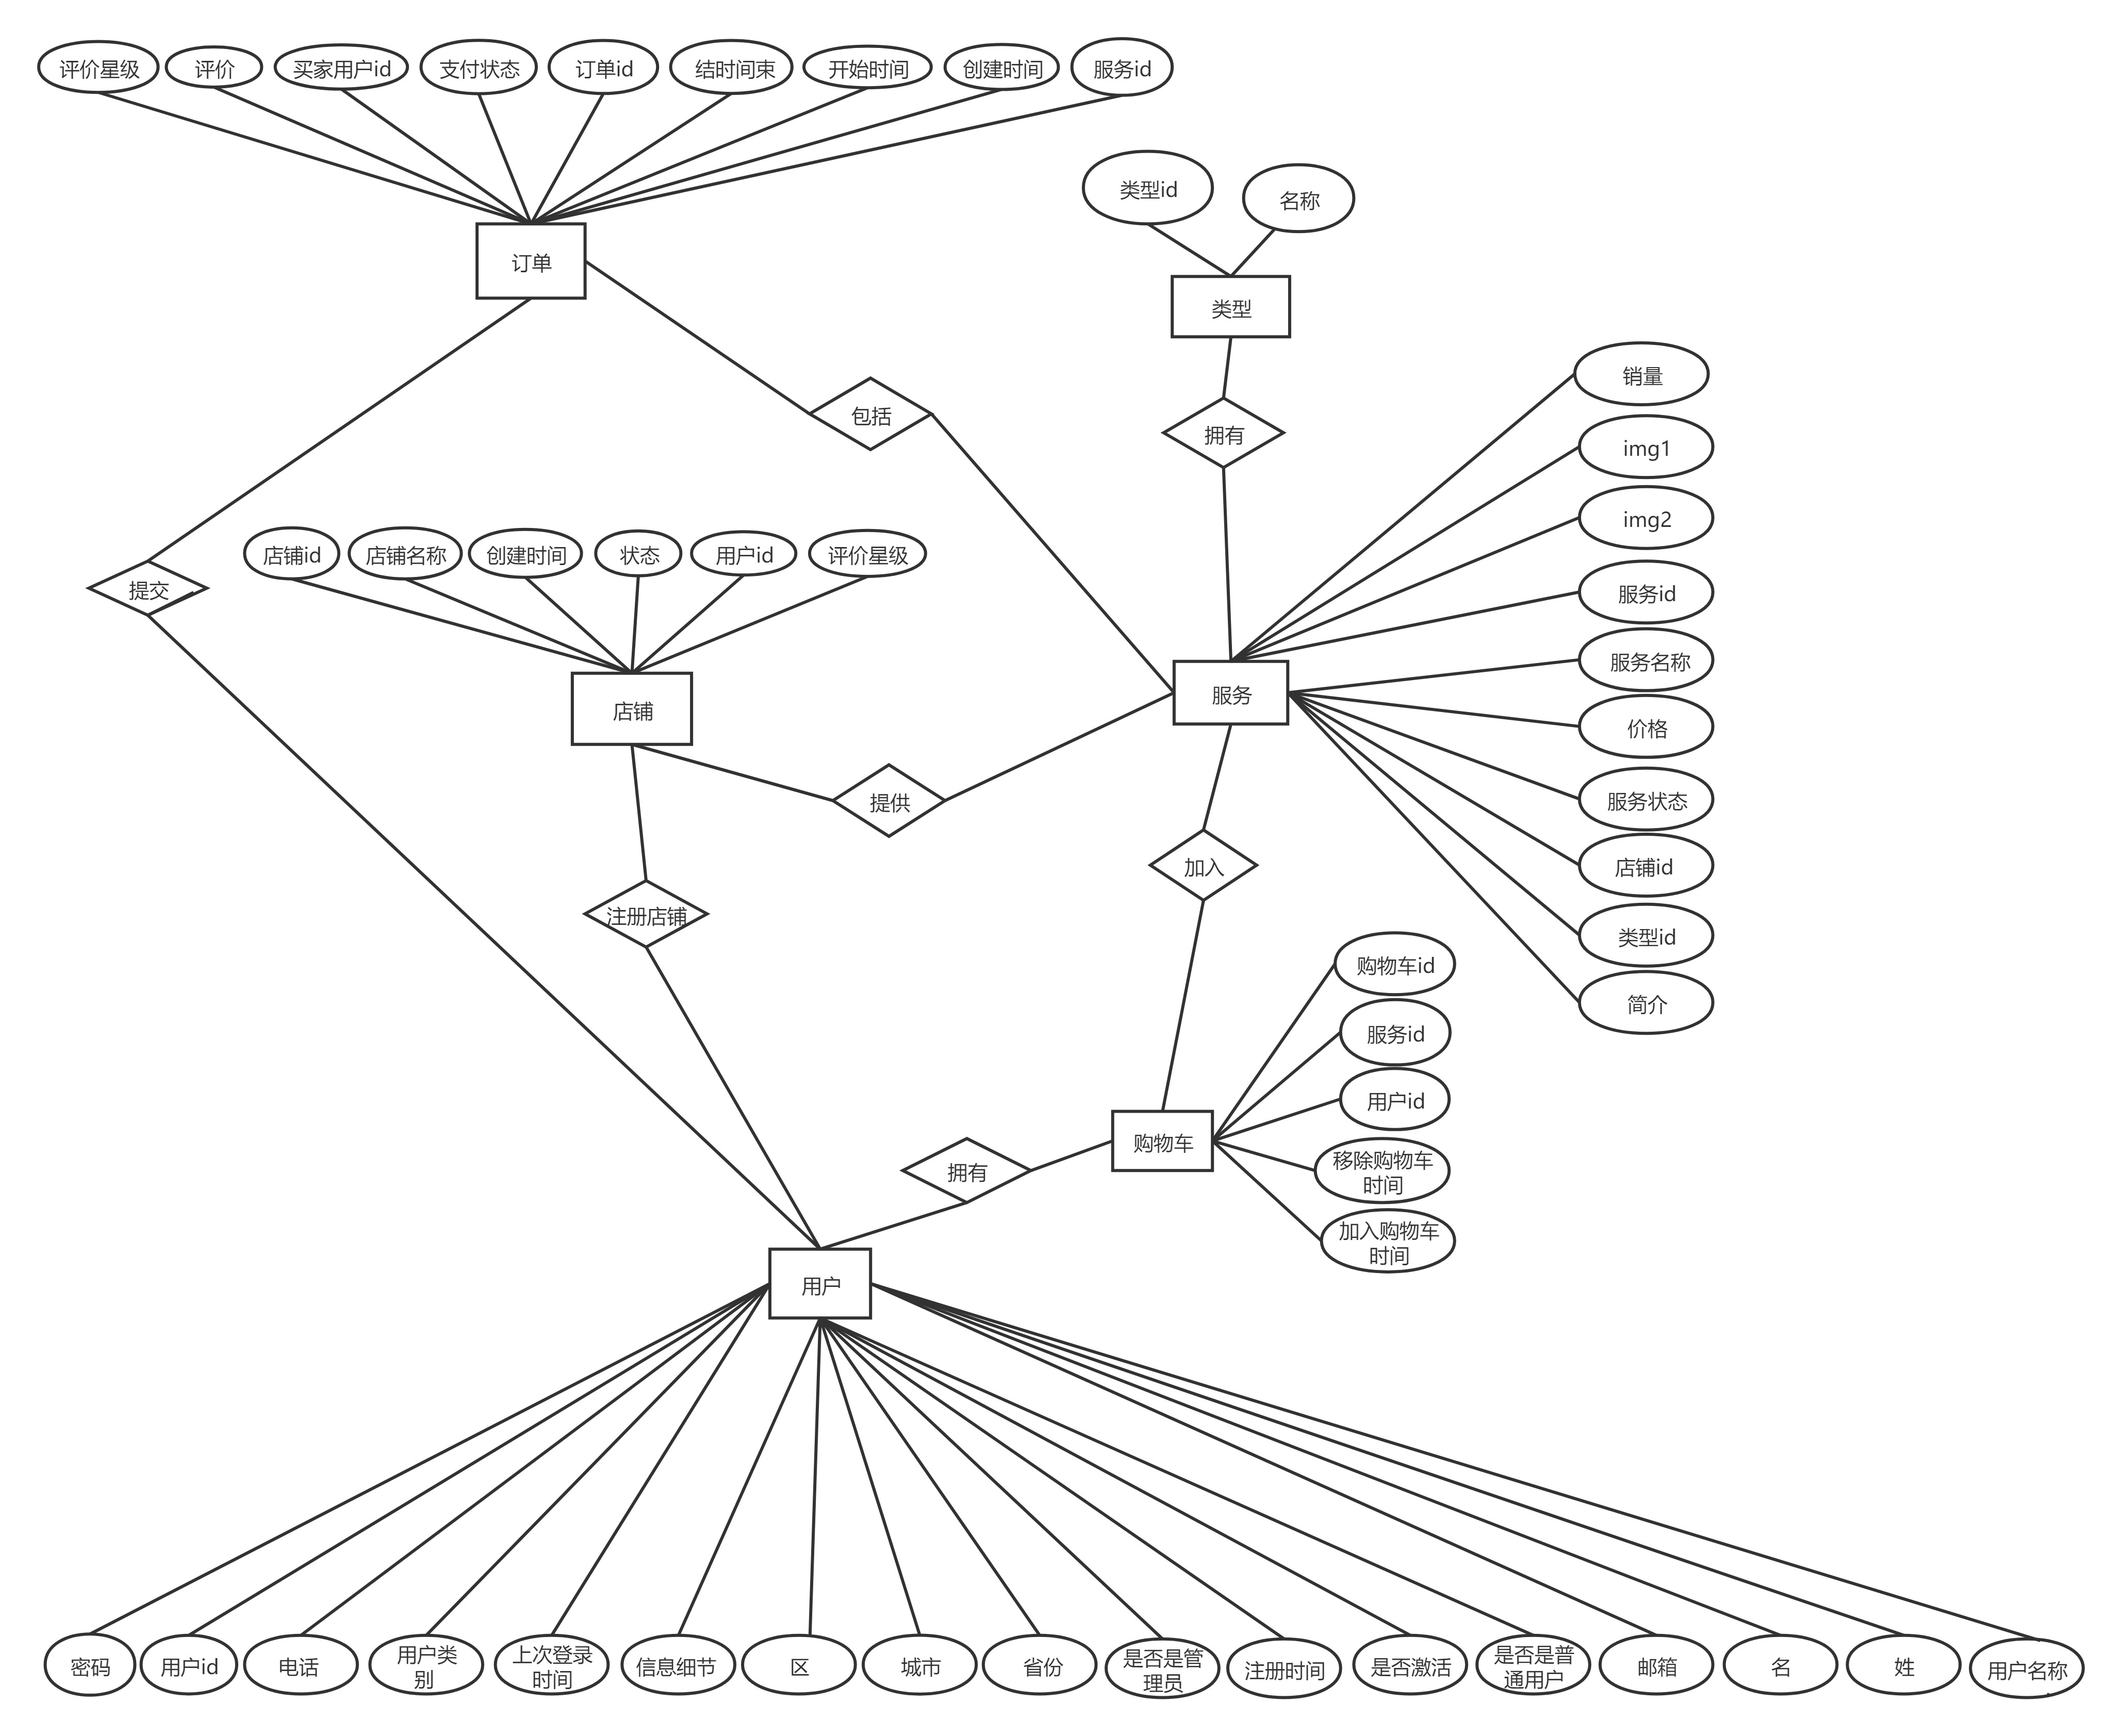 评价星级
评价
买家用户id
支付状态
订单id
结时间束
开始时间
创建时间
服务id
类型id
名称
订单
类型
销量
包括
拥有
img1
img2
店铺id
店铺名称
创建时间
状态
用户id
评价星级
提交
服务id
服务名称
店铺
服务
价格
提供
服务状态
加入
店铺id
注册店铺
类型id
购物车id
简介
服务id
用户id
购物车
拥有
移除购物车
时间
加入购物车
时间
用户
密码
用户id
电话
用户类
别
上次登录
时间
信息细节
区
城市
省份
是否是管
理员
注册时间
是否激活
是否是普
通用户
邮箱
名
姓
用户名称